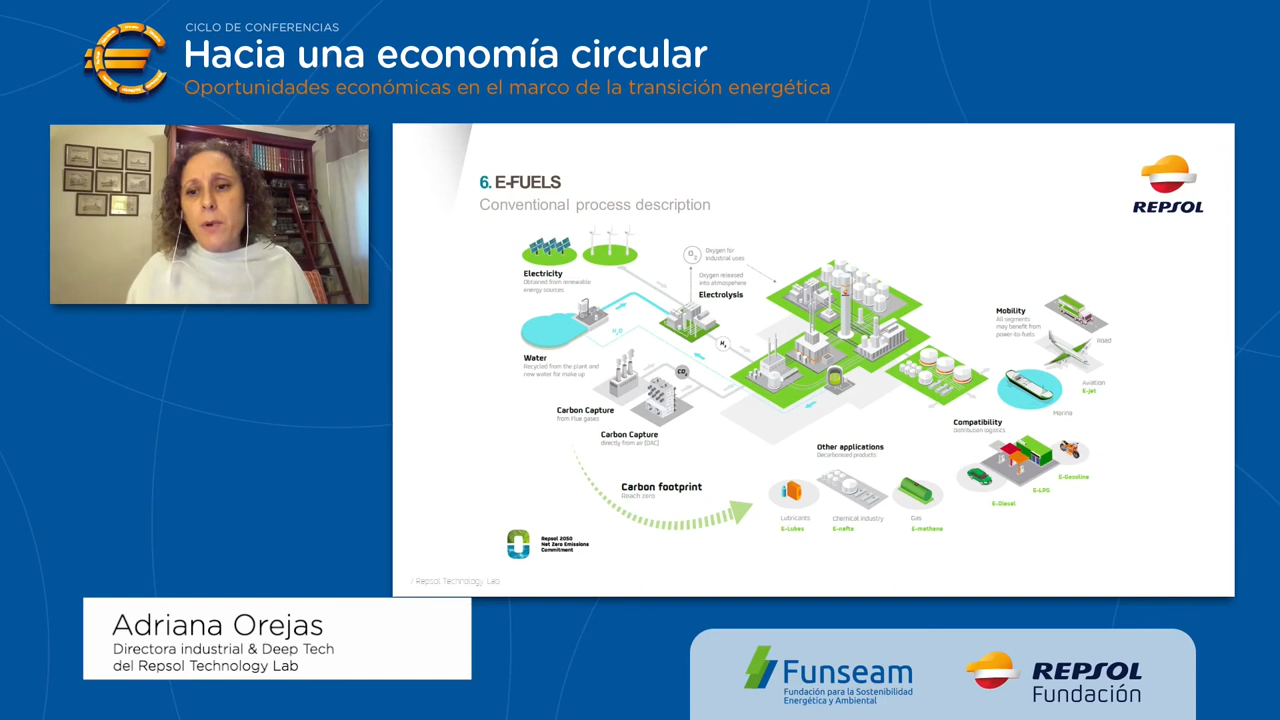 CICLO DE CONFERENCIAS
Hacia una economía circular
Oportunidades económicas en el marco de la transición energética
6. E-FUELS
Conventional process description
REPSOL
Electricity
Obtained from renewable
energy sources
O2
Oxygen for
industrial uses
Oxygen released
into atmosphere
Electrolysis
H2O
H2
Water
Recycled from the plant and
new water for make up
CO2
Carbon Capture
from Flue gases
Carbon Capture
directly from air (DAC)
Mobility
All segments
may benefit from
power-to-fuels
Road
Aviation
E-jet
Marina
Compatibility
Distribution logistics
E-Gasoline
E-LPG
E-Diesel
Other applications
Decarbonised products
Lubricants
E-Lubes
Chemical industry
E-nafta
Gas
E-methane
Carbon footprint
Reach zero
Repsol 2050
Net Zero Emissions
Commitment
/ Repsol Technology Lab
Adriana Orejas
Directora industrial & Deep Tech
del Repsol Technology Lab
Funseam
Fundación para la Sostenibilidad
Energética y Ambiental
REPSOL
Fundación